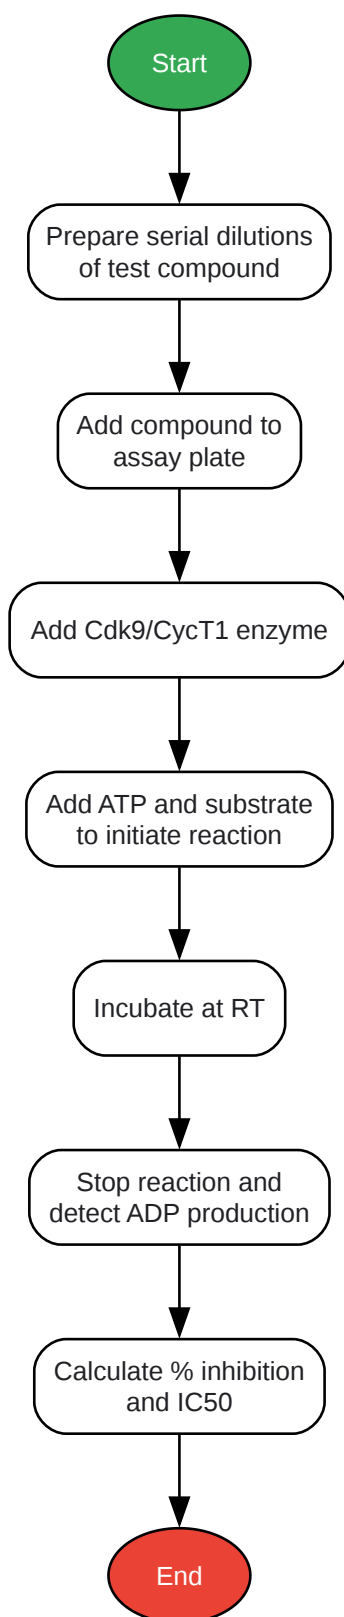 Start
Prepare serial dilutions
of test compound
Add compound to
assay plate
Add Cdk9/CycT1 enzyme
Add ATP and substrate
to initiate reaction
Incubate at RT
Stop reaction and
detect ADP production
Calculate % inhibition
and IC50
End